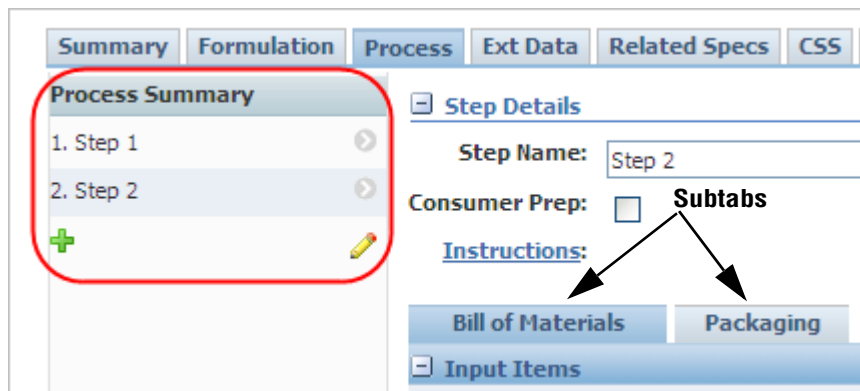 Summary Formulation Process Ext Data Related Specs CSS
Process Summary
1. Step 1
2. Step 2
Step Details
Step Name: Step 2
Consumer Prep:
Subtabs
Instructions:
Bill of Materials Packaging
Input Items